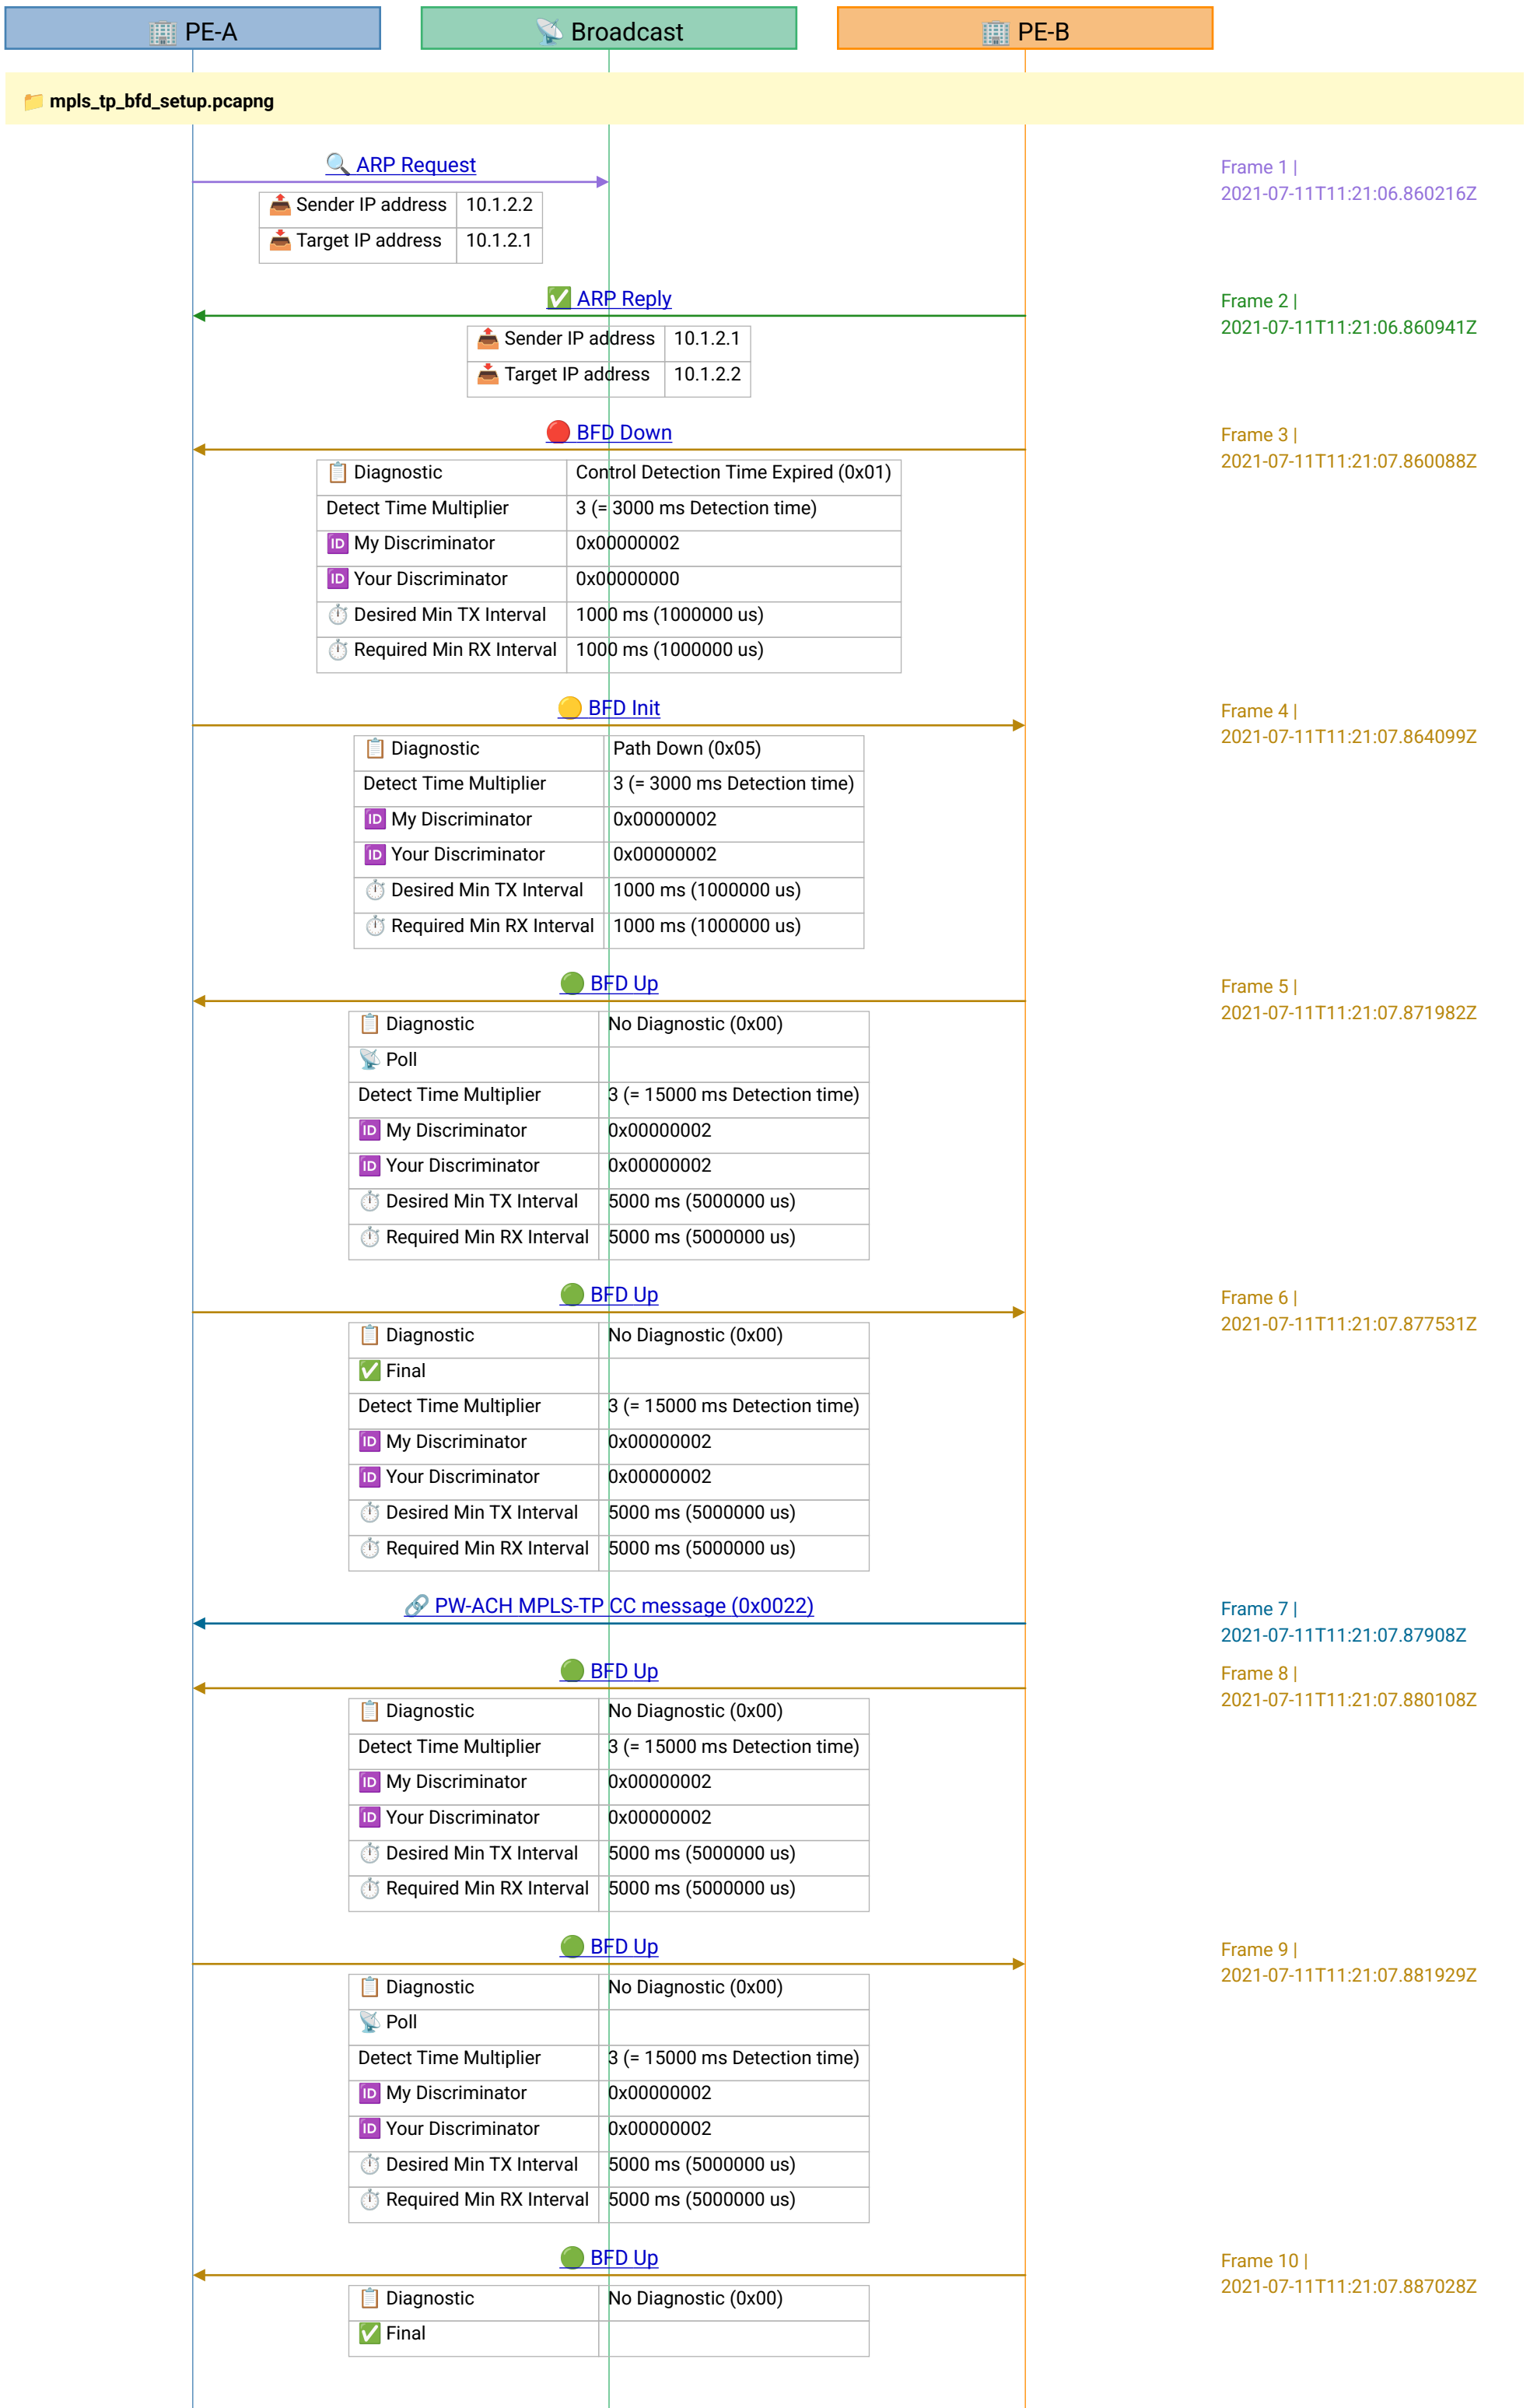 🏢 PE-A
📡 Broadcast
🏢 PE-B
📁 mpls_tp_bfd_setup.pcapng
🔍 ARP Request
Frame 1 |
2021-07-11T11:21:06.860216Z
📤 Sender IP address 10.1.2.2
📥 Target IP address 10.1.2.1
✅ ARP Reply
Frame 2 |
2021-07-11T11:21:06.860941Z
📤 Sender IP address 10.1.2.1
📥 Target IP address 10.1.2.2
🔴 BFD Down
Frame 3 |
2021-07-11T11:21:07.860088Z
📋 Diagnostic Control Detection Time Expired (0x01)
Detect Time Multiplier 3 (= 3000 ms Detection time)
🆔 My Discriminator 0x00000002
🆔 Your Discriminator 0x00000000
⏱️ Desired Min TX Interval 1000 ms (1000000 us)
⏱️ Required Min RX Interval 1000 ms (1000000 us)
🟡 BFD Init
Frame 4 |
2021-07-11T11:21:07.864099Z
📋 Diagnostic Path Down (0x05)
Detect Time Multiplier 3 (= 3000 ms Detection time)
🆔 My Discriminator 0x00000002
🆔 Your Discriminator 0x00000002
⏱️ Desired Min TX Interval 1000 ms (1000000 us)
⏱️ Required Min RX Interval 1000 ms (1000000 us)
🟢 BFD Up
Frame 5 |
2021-07-11T11:21:07.871982Z
📋 Diagnostic No Diagnostic (0x00)
📡 Poll
Detect Time Multiplier 3 (= 15000 ms Detection time)
🆔 My Discriminator 0x00000002
🆔 Your Discriminator 0x00000002
⏱️ Desired Min TX Interval 5000 ms (5000000 us)
⏱️ Required Min RX Interval 5000 ms (5000000 us)
🟢 BFD Up
Frame 6 |
2021-07-11T11:21:07.877531Z
📋 Diagnostic No Diagnostic (0x00)
✅ Final
Detect Time Multiplier 3 (= 15000 ms Detection time)
🆔 My Discriminator 0x00000002
🆔 Your Discriminator 0x00000002
⏱️ Desired Min TX Interval 5000 ms (5000000 us)
⏱️ Required Min RX Interval 5000 ms (5000000 us)
🔗 PW-ACH MPLS-TP CC message (0x0022)
Frame 7 |
2021-07-11T11:21:07.87908Z
🟢 BFD Up
Frame 8 |
2021-07-11T11:21:07.880108Z
📋 Diagnostic No Diagnostic (0x00)
Detect Time Multiplier 3 (= 15000 ms Detection time)
🆔 My Discriminator 0x00000002
🆔 Your Discriminator 0x00000002
⏱️ Desired Min TX Interval 5000 ms (5000000 us)
⏱️ Required Min RX Interval 5000 ms (5000000 us)
🟢 BFD Up
Frame 9 |
2021-07-11T11:21:07.881929Z
📋 Diagnostic No Diagnostic (0x00)
📡 Poll
Detect Time Multiplier 3 (= 15000 ms Detection time)
🆔 My Discriminator 0x00000002
🆔 Your Discriminator 0x00000002
⏱️ Desired Min TX Interval 5000 ms (5000000 us)
⏱️ Required Min RX Interval 5000 ms (5000000 us)
🟢 BFD Up
Frame 10 |
2021-07-11T11:21:07.887028Z
📋 Diagnostic No Diagnostic (0x00)
✅ Final